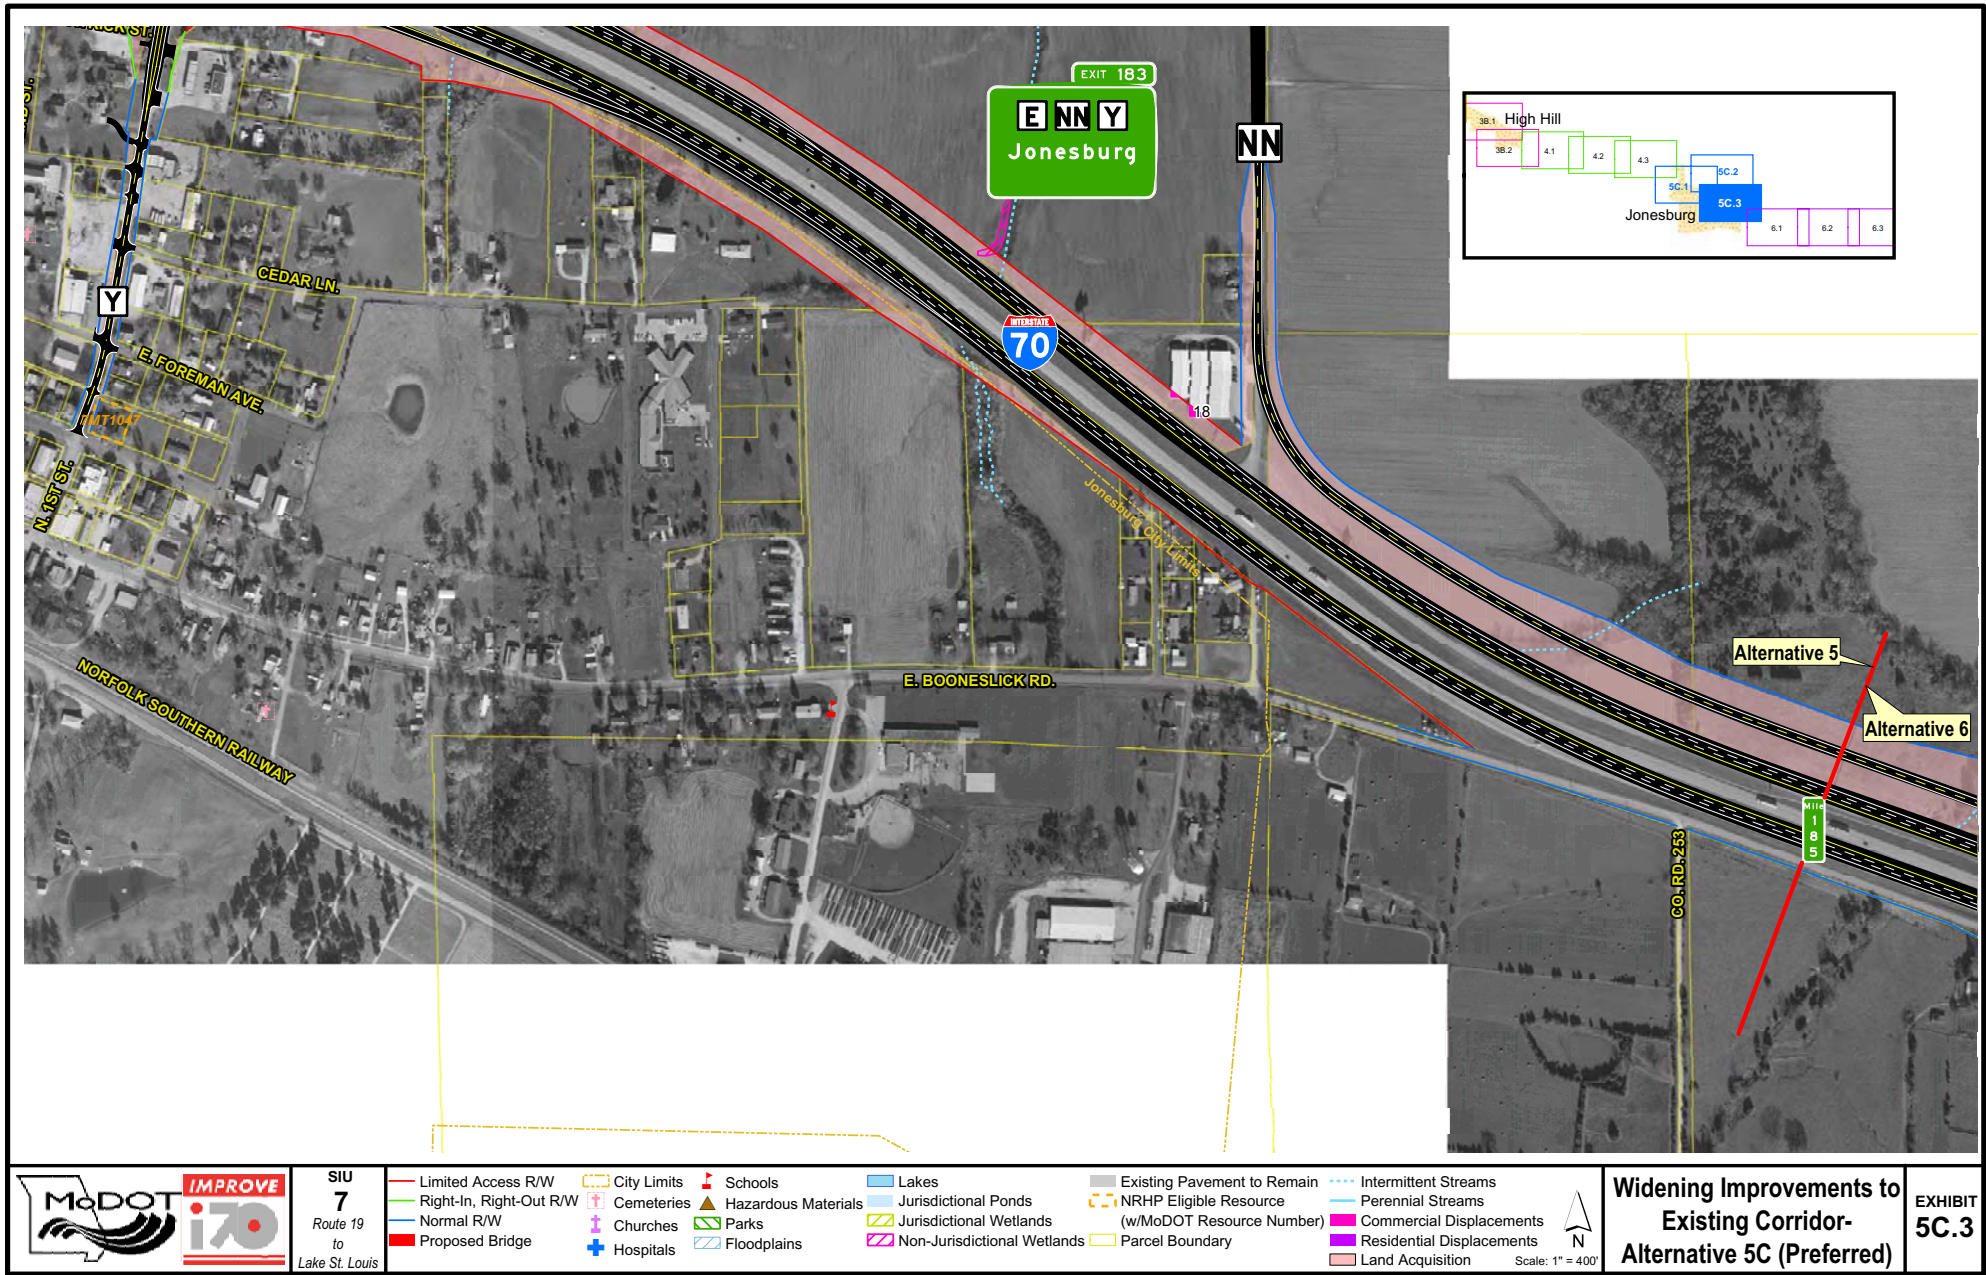 EXIT 183
E NN Y
Jonesburg
NN
High Hill
3B.1
3B.2
4.1
4.2
4.3
5C.1
5C.2
5C.3
Jonesburg
6.1
6.2
6.3
CEDAR LN.
Y
E. FOREMAN AVE.
N. 1ST ST.
INTERSTATE
70
18
Jonesburg City Limits
Alternative 5
Alternative 6
E. BOONESLICK RD.
NORFOLK SOUTHERN RAILWAY
Mile
1
8
5
CO. RD. 253
MoDOT
IMPROVE
i70
SIU
7
Route 19
to
Lake St. Louis
Limited Access R/W
Right-In, Right-Out R/W
Normal R/W
Proposed Bridge
City Limits
Cemeteries
Churches
Hospitals
Schools
Hazardous Materials
Parks
Floodplains
Lakes
Jurisdictional Ponds
Jurisdictional Wetlands
Non-Jurisdictional Wetlands
Existing Pavement to Remain
NRHP Eligible Resource
(w/MoDOT Resource Number)
Parcel Boundary
Intermittent Streams
Perennial Streams
Commercial Displacements
Residential Displacements
Land Acquisition
N
Scale: 1" = 400'
Widening Improvements to
Existing Corridor-
Alternative 5C (Preferred)
EXHIBIT
5C.3